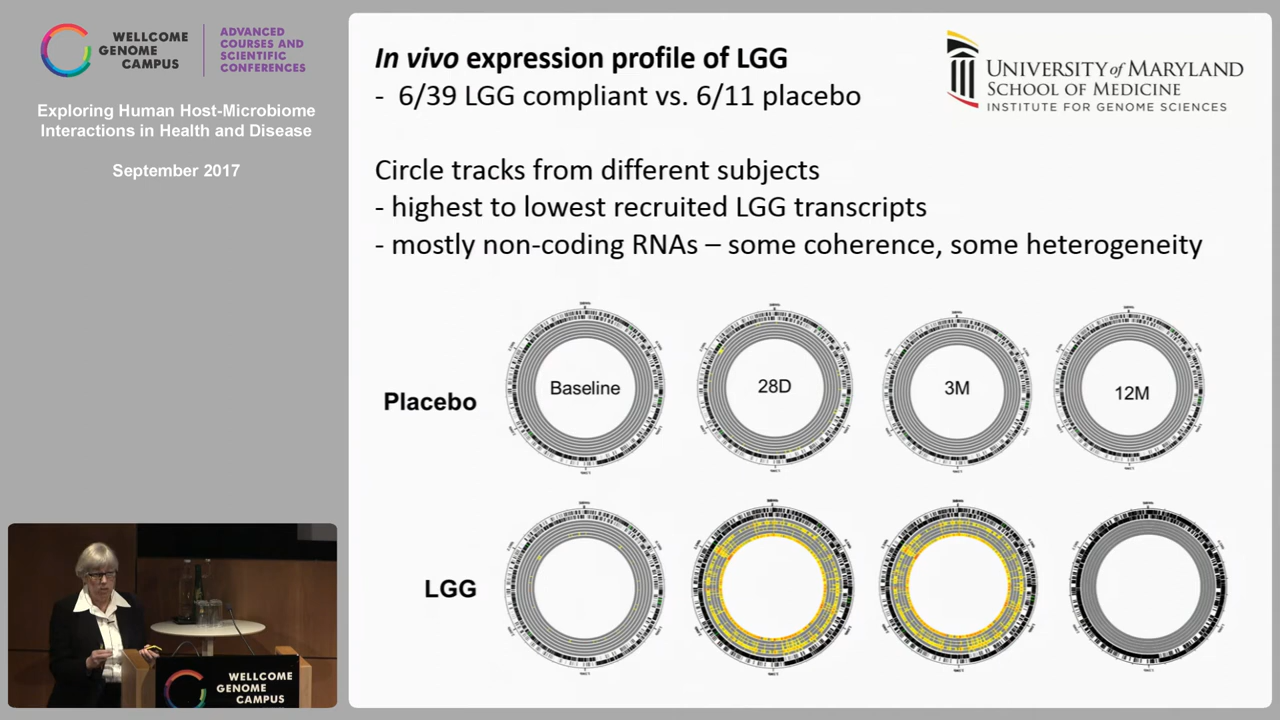 WELLCOME
GENOME
CAMPUS
ADVANCED
COURSES AND
SCIENTIFIC
CONFERENCES
Exploring Human Host-Microbiome
Interactions in Health and Disease
September 2017
In vivo expression profile of LGG
- 6/39 LGG compliant vs. 6/11 placebo
UNIVERSITY of MARYLAND
SCHOOL OF MEDICINE
INSTITUTE FOR GENOME SCIENCES
Circle tracks from different subjects
- highest to lowest recruited LGG transcripts
- mostly non-coding RNAs – some coherence, some heterogeneity
Placebo
Baseline
28D
3M
12M
LGG
WELLCOME
GENOME
CAMPUS